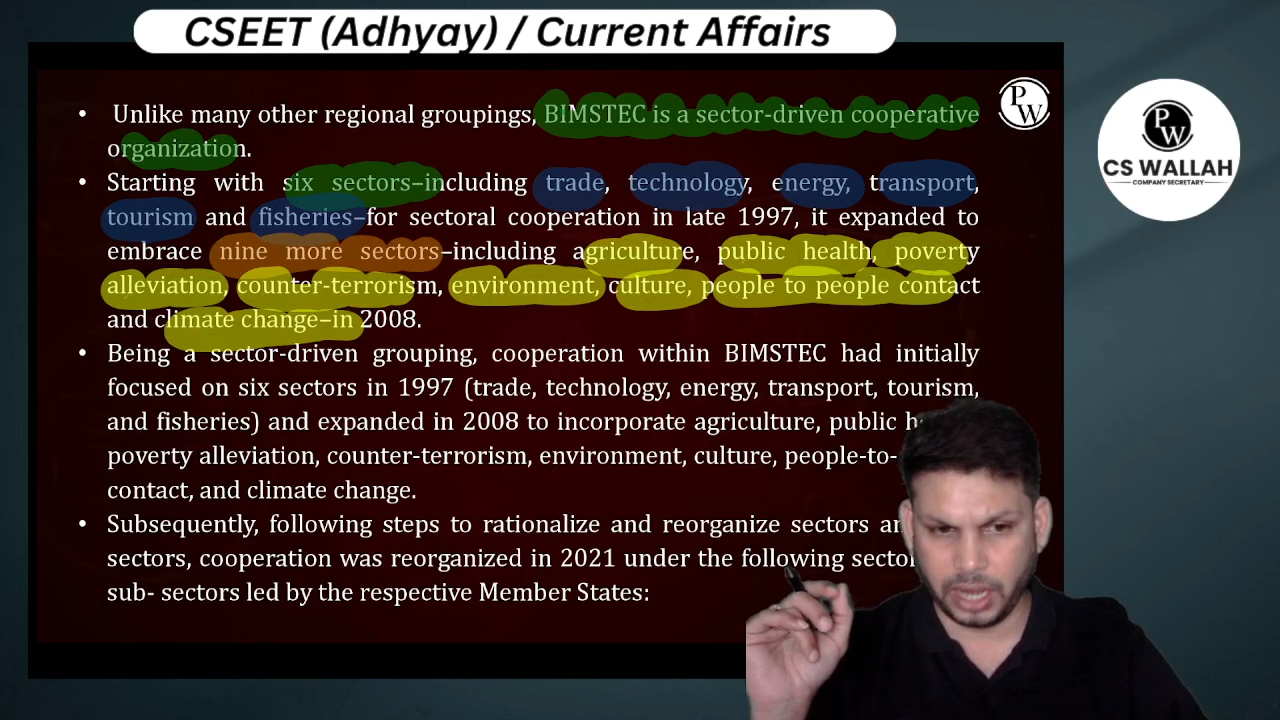 CSEET (Adhyay) / Current Affairs
PW
PW
CS WALLAH
COMPANY SECRETARY
• Unlike many other regional groupings, BIMSTEC is a sector-driven cooperative
organization.
• Starting with six sectors–including trade, technology, energy, transport,
tourism and fisheries–for sectoral cooperation in late 1997, it expanded to
embrace nine more sectors–including agriculture, public health, poverty
alleviation, counter-terrorism, environment, culture, people to people contact
and climate change–in 2008.
• Being a sector-driven grouping, cooperation within BIMSTEC had initially
focused on six sectors in 1997 (trade, technology, energy, transport, tourism,
and fisheries) and expanded in 2008 to incorporate agriculture, public
poverty alleviation, counter-terrorism, environment, culture, people-to-
contact, and climate change.
• Subsequently, following steps to rationalize and reorganize sectors
sectors, cooperation was reorganized in 2021 under the following
sub- sectors led by the respective Member States: